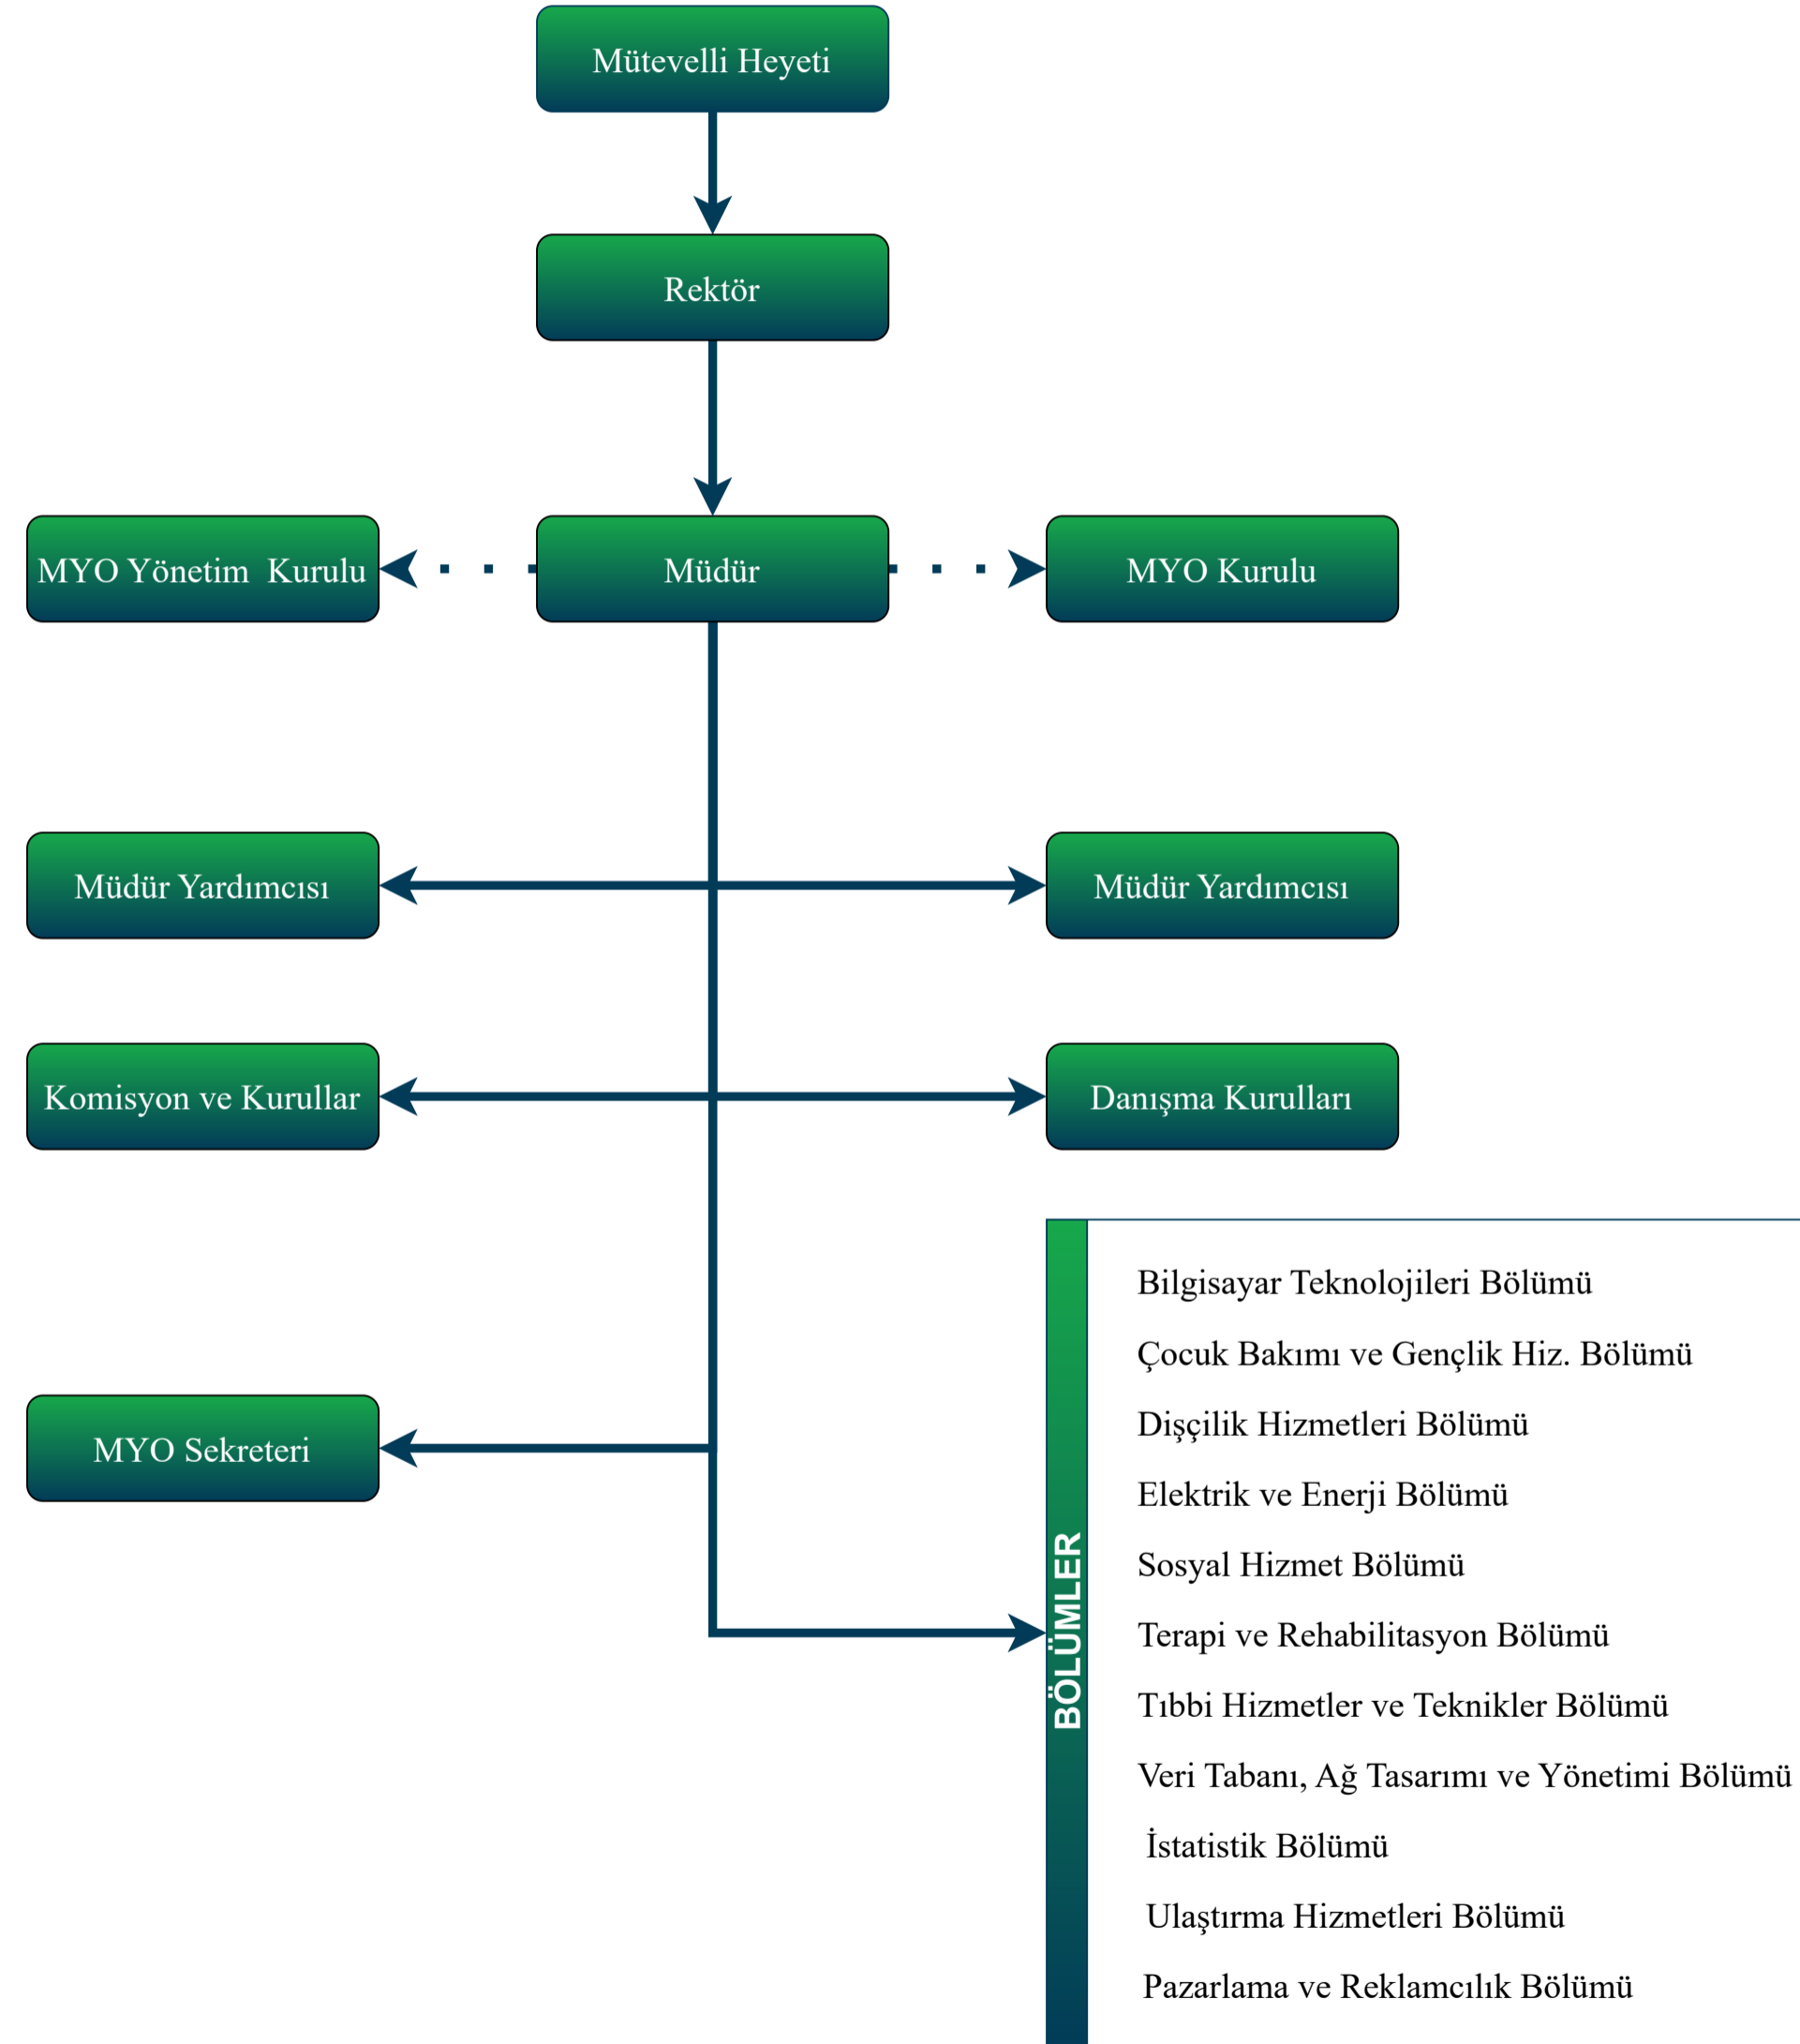 Mütevelli Heyeti
Rektör
MYO Yönetim  Kurulu
Müdür
MYO Kurulu
Müdür Yardımcısı
Müdür Yardımcısı
Komisyon ve Kurullar
Danışma Kurulları
MYO Sekreteri
BÖLÜMLER
Bilgisayar Teknolojileri Bölümü
Çocuk Bakımı ve Gençlik Hiz. Bölümü
Dişçilik Hizmetleri Bölümü
Elektrik ve Enerji Bölümü
Sosyal Hizmet Bölümü
Terapi ve Rehabilitasyon Bölümü
Tıbbi Hizmetler ve Teknikler Bölümü
Veri Tabanı, Ağ Tasarımı ve Yönetimi Bölümü
İstatistik Bölümü
Ulaştırma Hizmetleri Bölümü
Pazarlama ve Reklamcılık Bölümü